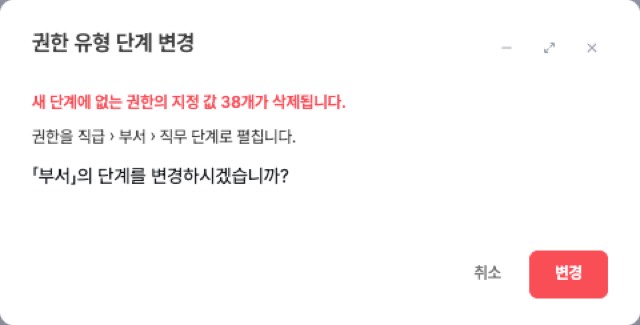 권한 유형 단계 변경
새 단계에 없는 권한의 지정 값 38개가 삭제됩니다.
권한을 직급 › 부서 › 직무 단계로 펼칩니다.
「부서」의 단계를 변경하시겠습니까?
취소
변경